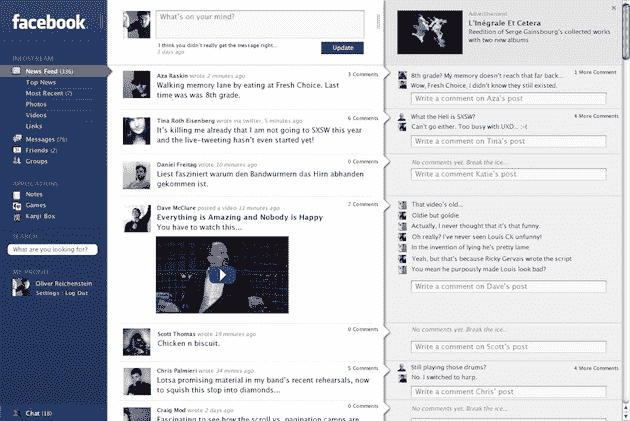 facebook
INFOSTREAM
News Feed (336)
Top News
Most Recent (7)
Photos
Videos
Links
Messages (76)
Friends (2)
Groups
APPLICATIONS
Notes
Games
Kanji Box
SEARCH
What are you looking for?
MY PROFILE
Oliver Reichenstein
Settings | Log Out
Chat (18)
What's on your mind?
I think you didn't really get the message right...
3 days ago
Update
Advertisement
L'Inégrale Et Cetera
Reedition of Serge Gainsbourg's collected works
with two new albums
Aza Raskin wrote 2 minutes ago
3 Comments
Walking memory lane by eating at Fresh Choice. Last
time was was 8th grade.
8th grade? My memory doesn't reach that far back...
1 More Comment
Wow, Fresh Choice, I didn't know they still existed.
Write a comment on Aza's post
Tina Roth Eisenberg wrote via twitter, 5 minutes ago
6 Comments
It's killing me already that I am not going to SXSW this year
and the live-tweeting hasn't even started yet!
What the Hell is SXSW?
4 More Comments
Can't go either. Too busy with UXD... :-(
Write a comment on Tina's post
Daniel Freitag wrote 10 minutes ago
0 Comments
Liest fasziniert warum den Bandwürmern das Hirn abhanden
gekommen ist.
No comments yet. Break the ice...
Write a comment Katie's post
Dave McClure posted a video 11 minutes ago
7 Comments
Everything is Amazing and Nobody is Happy
You have to watch this...
That video's old...
Oldie but goldie
Actually, I never thought that it's that funny.
Oh really? I've never seen Louis Ck unfunny!
In the invention of lying he's pretty lame
Yeah, but that's because Ricky Gervais wrote the script
You mean he purposely made Louis look bad?
Write a comment on Dave's post
Scott Thomas wrote 19 minutes ago
0 Comments
Chicken n biscuit.
No comments yet. Break the ice...
Write a comment on Scott's post
Chris Palmieri wrote 34 minutes ago
5 Comments
Lotsa promising material in my band's recent rehearsals, now
to squish this stop into diamonds...
Still playing those drums?
4 More Comments
No. I switched to harp.
Write a comment Chris' post
Craig Mod wrote 2 days ago
0 Comments
Fascinating to see how the scroll vs. pagination camps are
No comments yet. Break the ice...